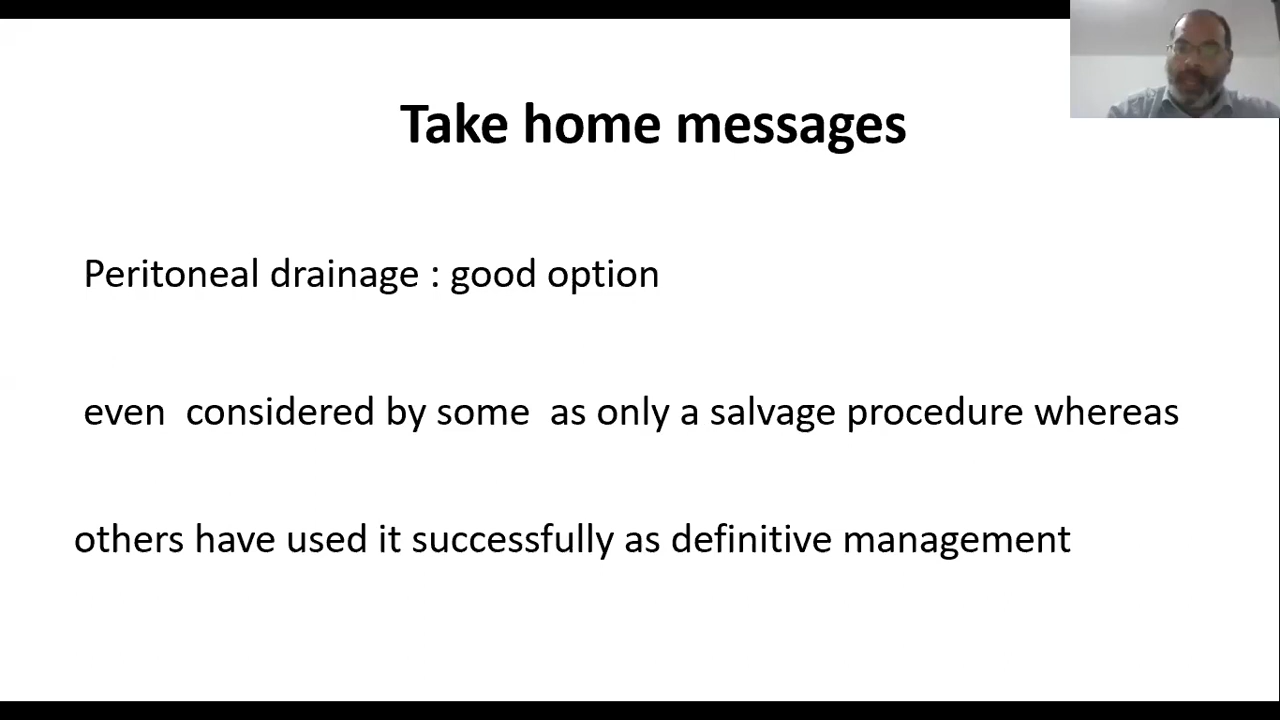 Take home messages
Peritoneal drainage : good option
even  considered by some  as only a salvage procedure whereas
others have used it successfully as definitive management